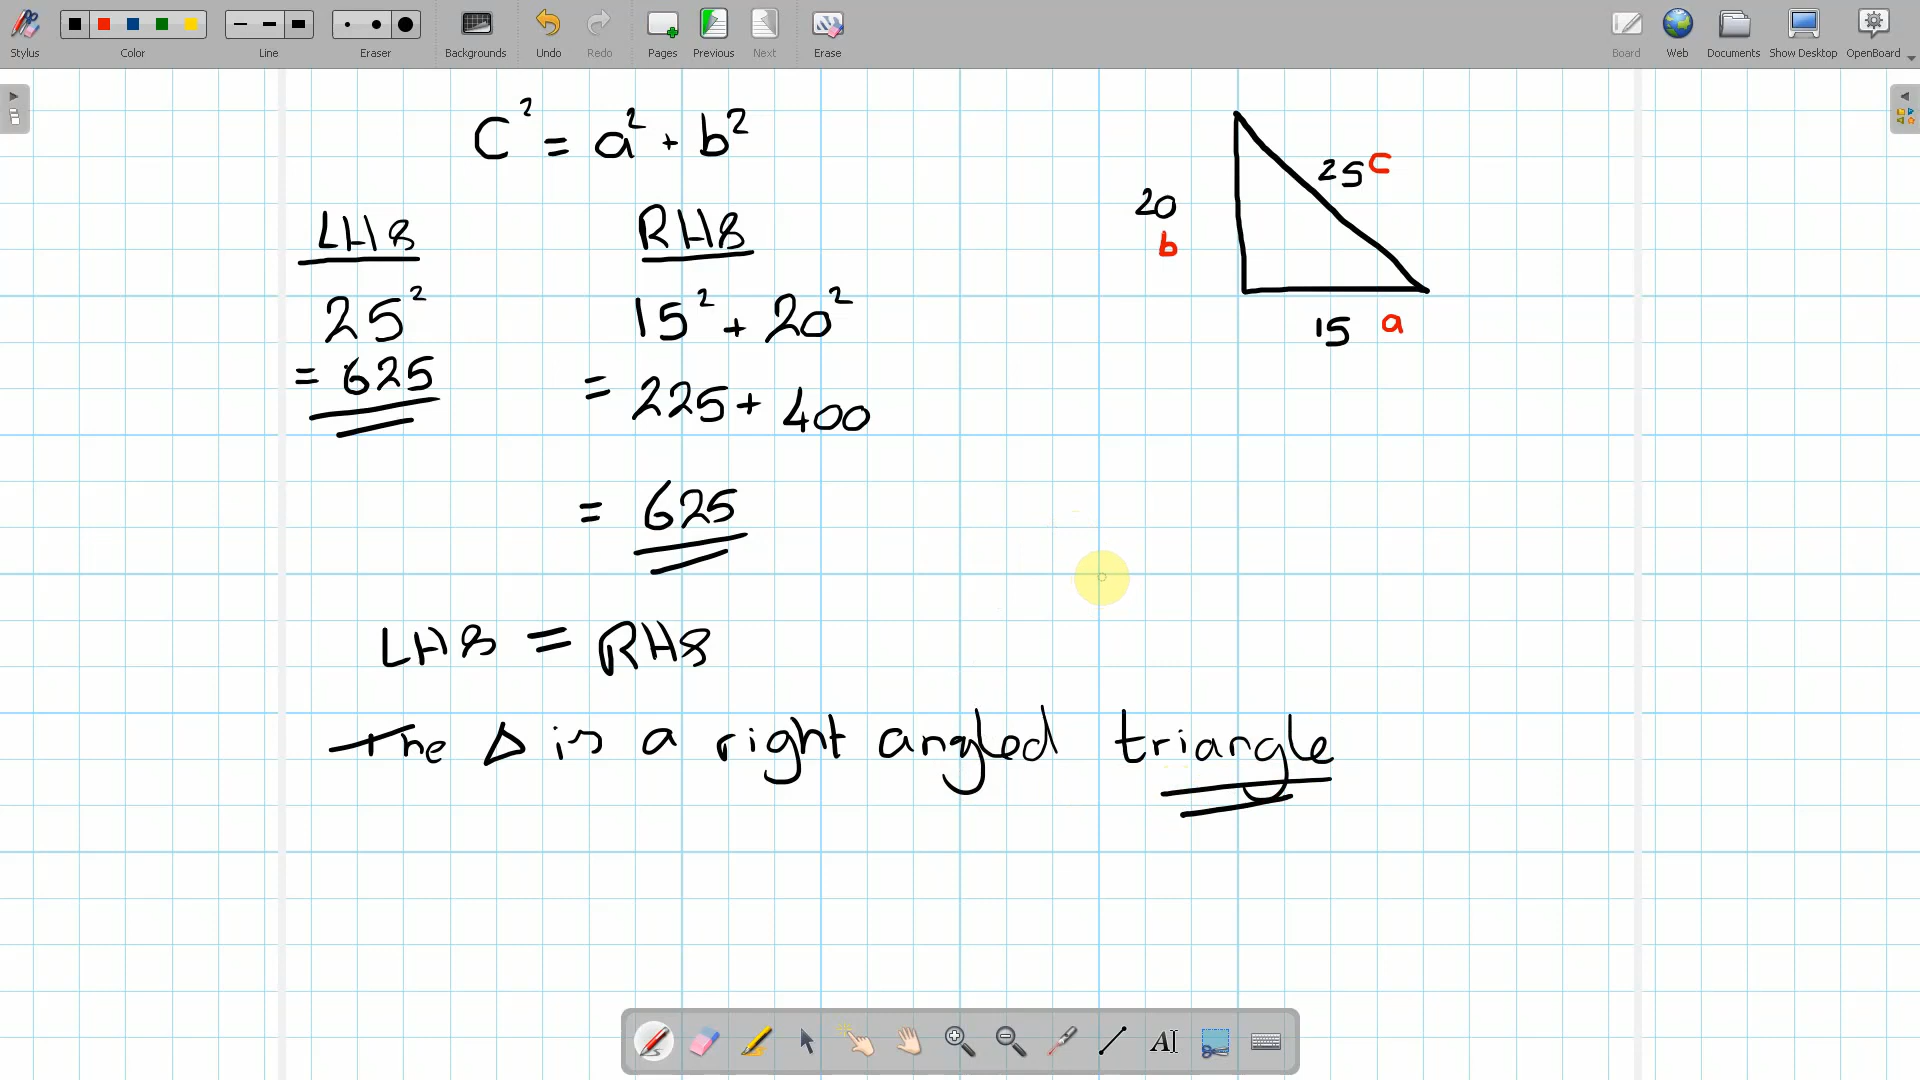 Stylus Color Line Eraser Backgrounds Undo Redo Pages Previous Next Erase Board Web Documents Show Desktop OpenBoard
C² = a² + b²
25 c
20
b
15 a
LHS RHS
25² 15² + 20²
= 625 = 225 + 400
= 625
LHS = RHS
The Δ is a right angled triangle